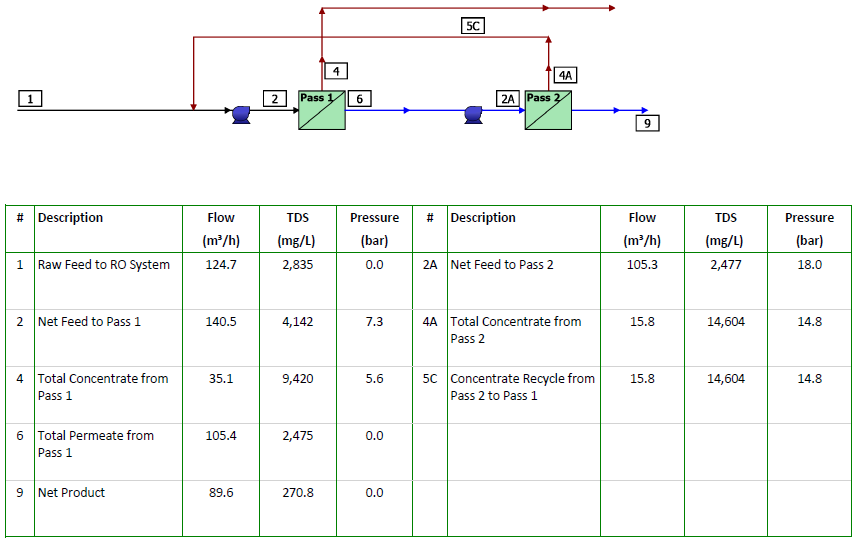 5C
4
4A
1
2
Pass 1
6
2A
Pass 2
9
# Description Flow TDS Pressure # Description Flow TDS Pressure
(m³/h) (mg/L) (bar) (m³/h) (mg/L) (bar)
1 Raw Feed to RO System 124.7 2,835 0.0 2A Net Feed to Pass 2 105.3 2,477 18.0
2 Net Feed to Pass 1 140.5 4,142 7.3 4A Total Concentrate from 15.8 14,604 14.8
Pass 2
4 Total Concentrate from 35.1 9,420 5.6 5C Concentrate Recycle from 15.8 14,604 14.8
Pass 1 Pass 2 to Pass 1
6 Total Permeate from 105.4 2,475 0.0
Pass 1
9 Net Product 89.6 270.8 0.0